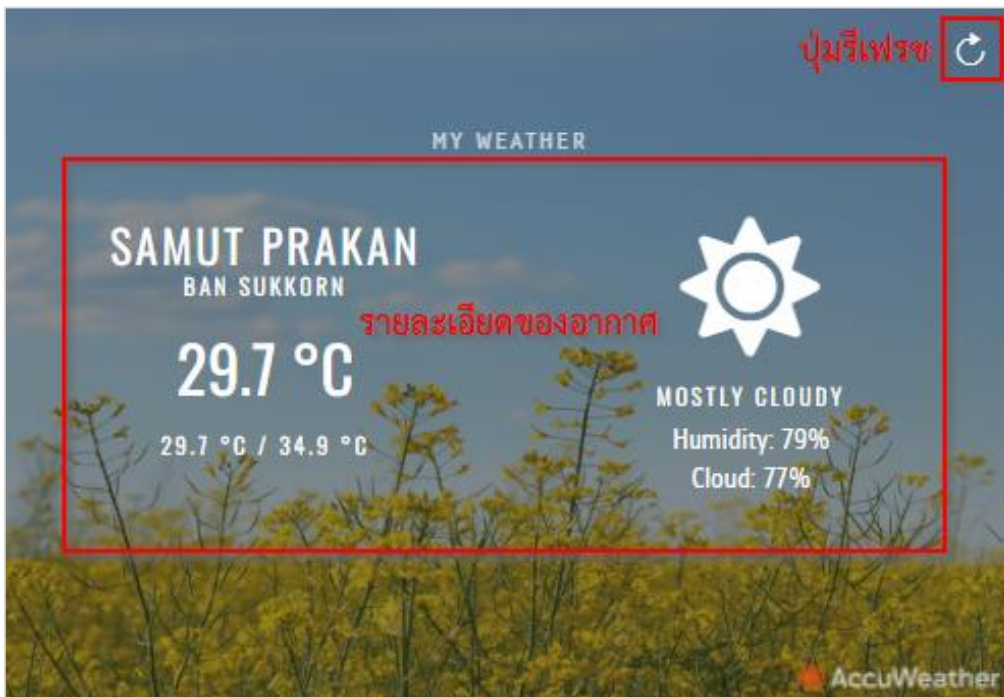 ปุ่มรีเฟรช
MY WEATHER
SAMUT PRAKAN
BAN SUKKORN
รายละเอียดของอากาศ
29.7 °C
29.7 °C / 34.9 °C
MOSTLY CLOUDY
Humidity: 79%
Cloud: 77%
AccuWeather